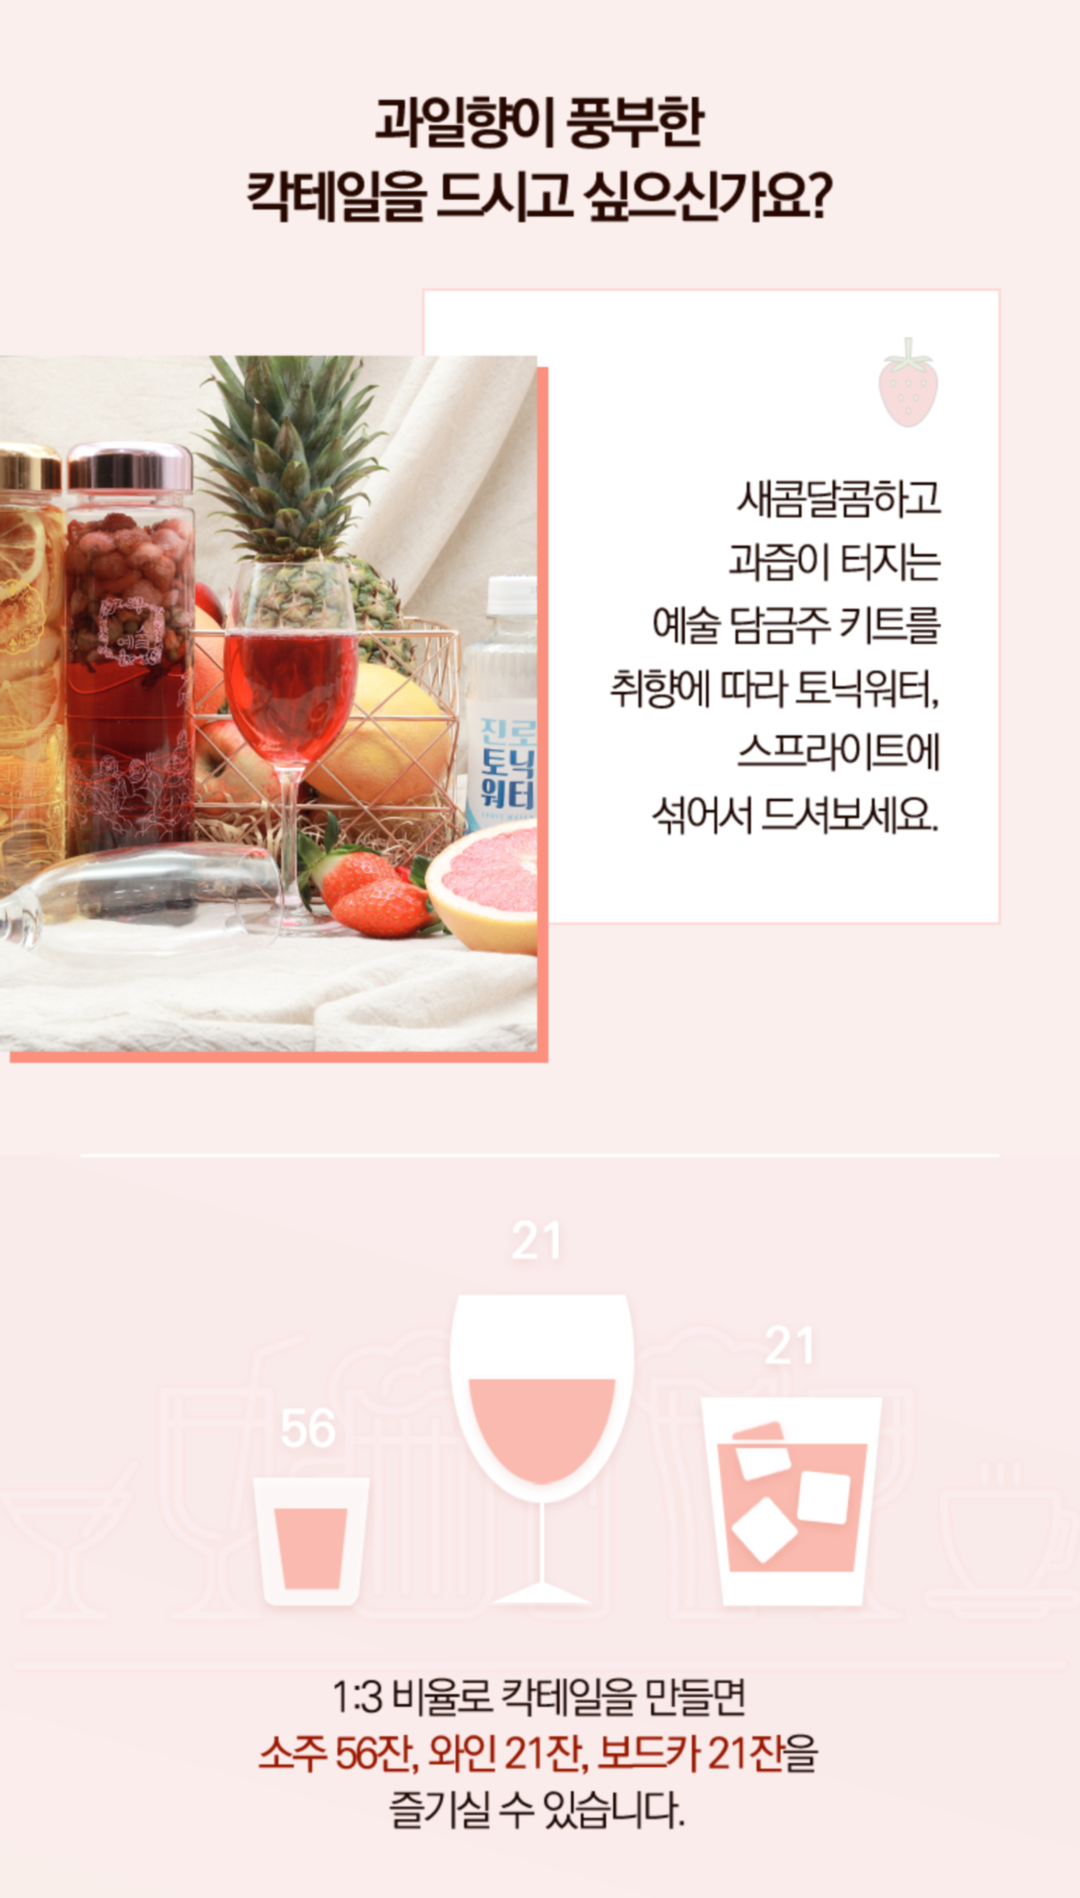 과일향이 풍부한
칵테일을 드시고 싶으신가요?
새콤달콤하고
과즙이 터지는
예술 담금주 키트를
취향에 따라 토닉워터,
스프라이트에
섞어서 드셔보세요.
예술
진로
토닉
워터
21
21
56
1:3 비율로 칵테일을 만들면
소주 56잔, 와인 21잔, 보드카 21잔을
즐기실 수 있습니다.